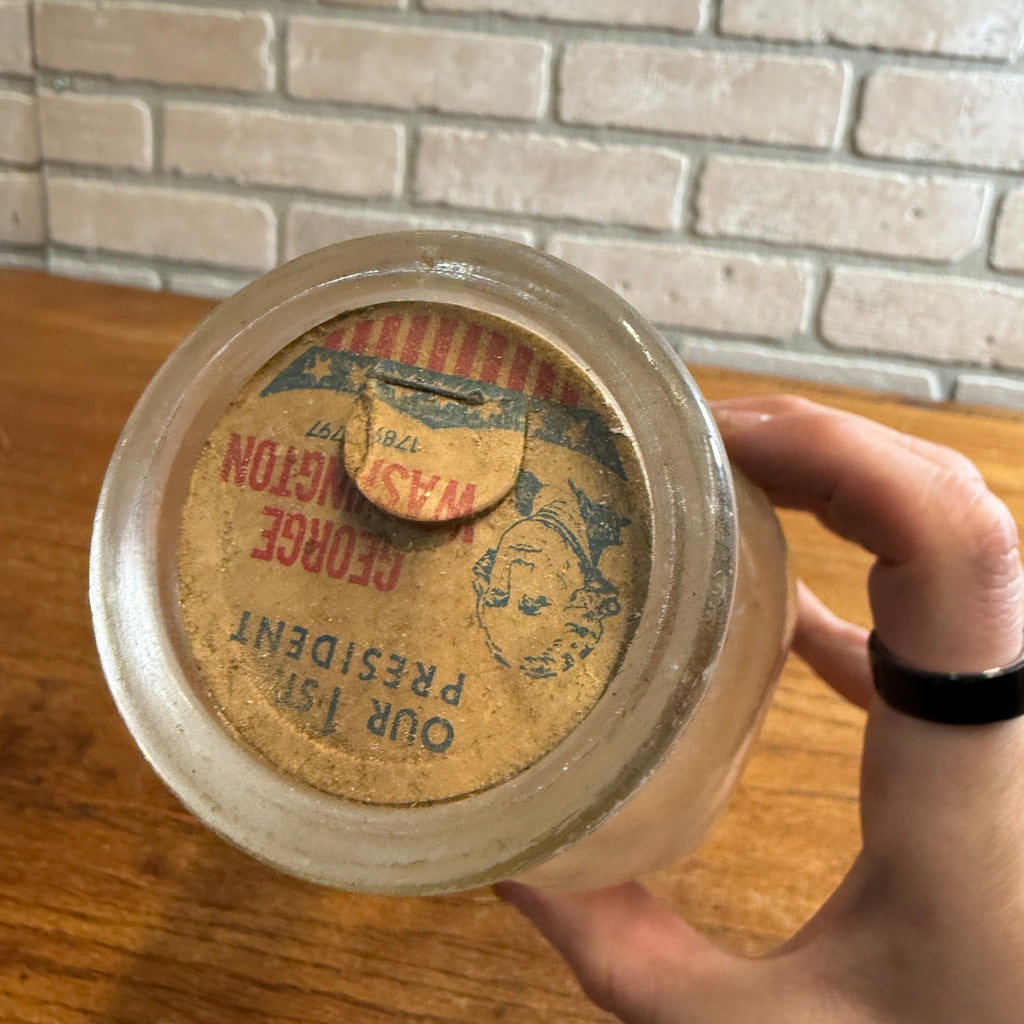 OUR 1ST.
PRESIDENT
GEORGE
WASHINGTON
1789 1797